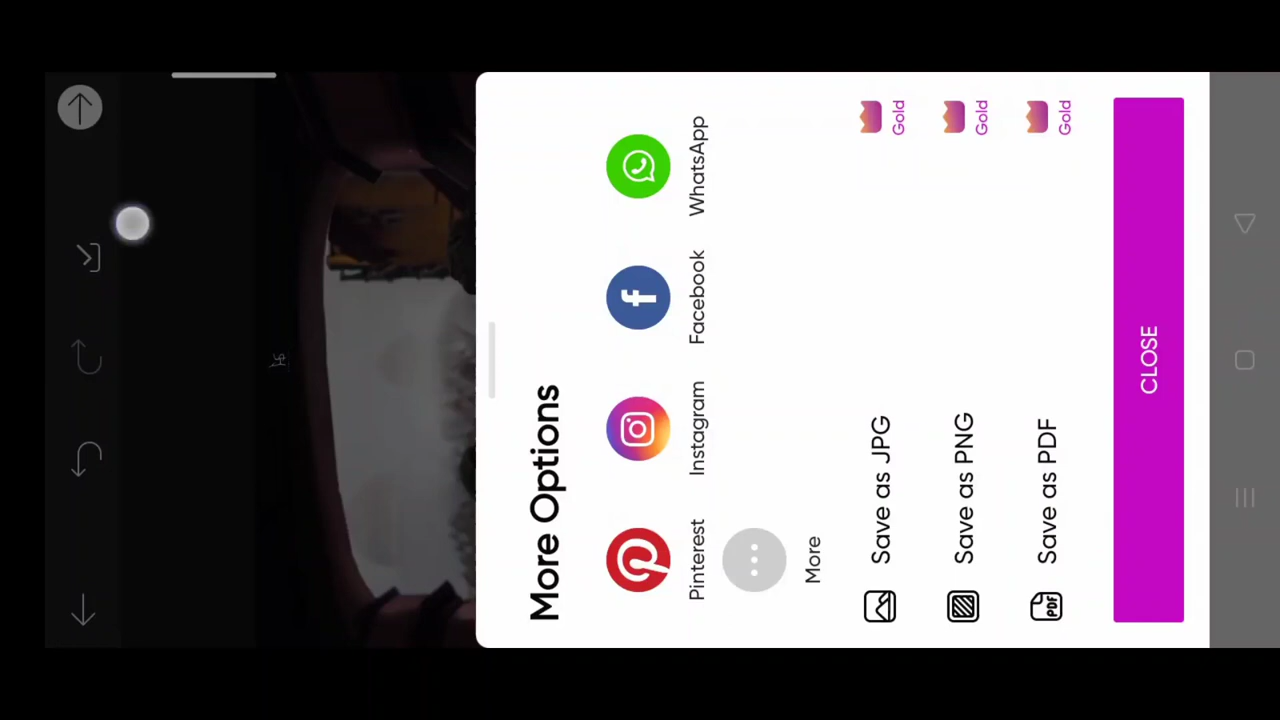 More Options
Pinterest
Instagram
Facebook
WhatsApp
More
Save as JPG
Gold
Save as PNG
Gold
PDF
Save as PDF
Gold
CLOSE